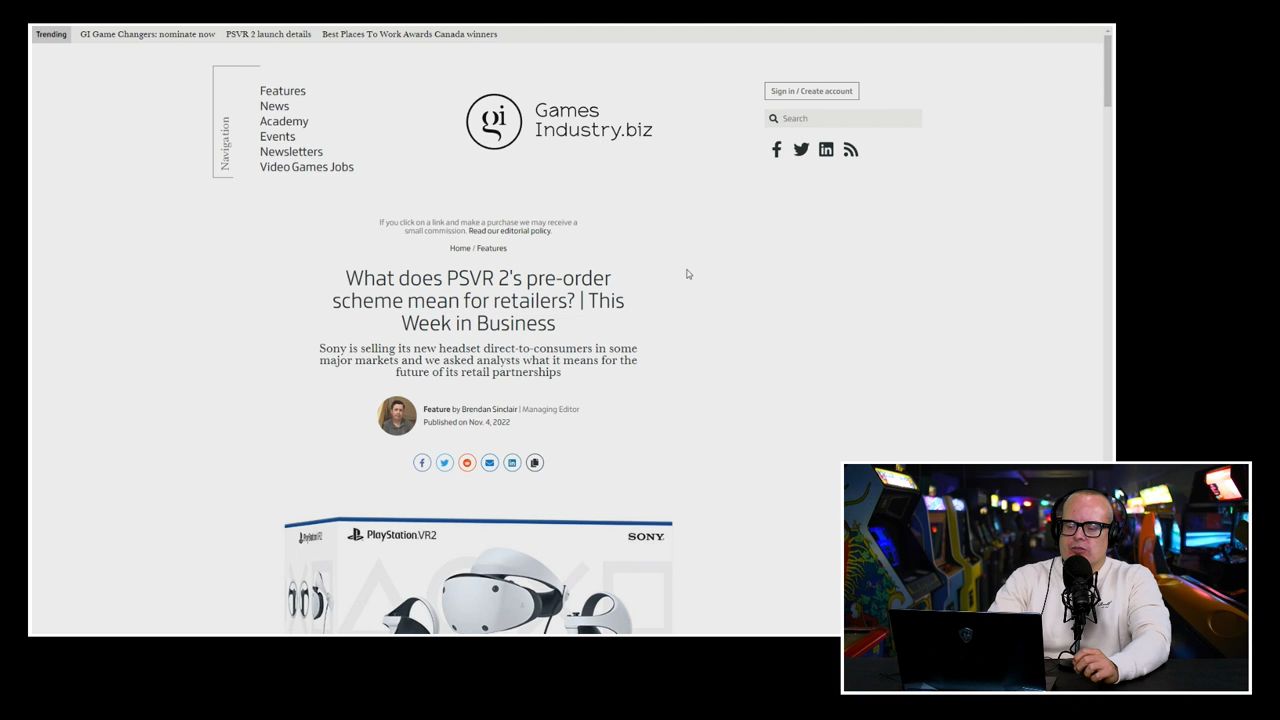 Trending GI Game Changers: nominate now PSVR 2 launch details Best Places To Work Awards Canada winners
Navigation
Features
News
Academy
Events
Newsletters
Video Games Jobs
gi
Games
Industry.biz
Sign in / Create account
Search
If you click on a link and make a purchase we may receive a
small commission. Read our editorial policy.
Home / Features
What does PSVR 2's pre-order
scheme mean for retailers? | This
Week in Business
Sony is selling its new headset direct-to-consumers in some
major markets and we asked analysts what it means for the
future of its retail partnerships
Feature by Brendan Sinclair | Managing Editor
Published on Nov. 4, 2022
PlayStation VR2
PlayStation VR2
SONY